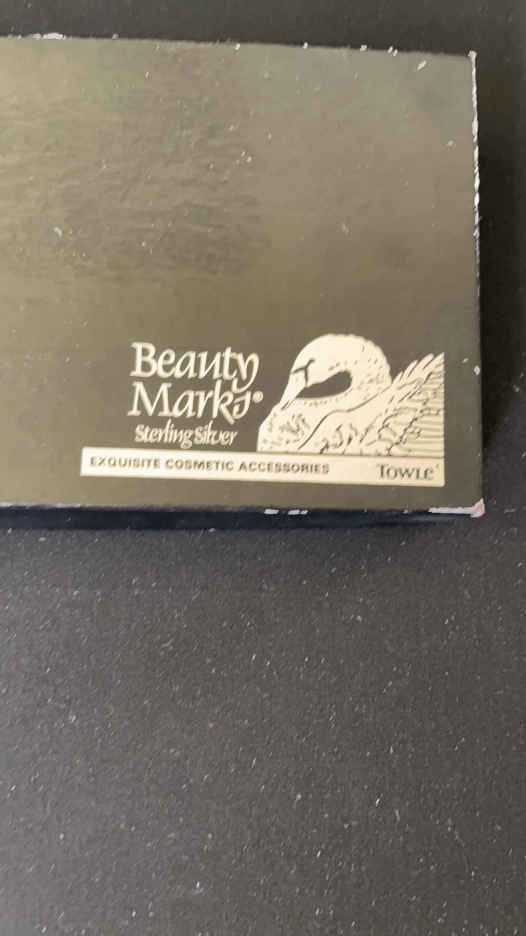 Beauty
Marks®
Sterling Silver
EXQUISITE COSMETIC ACCESSORIES
TOWLE